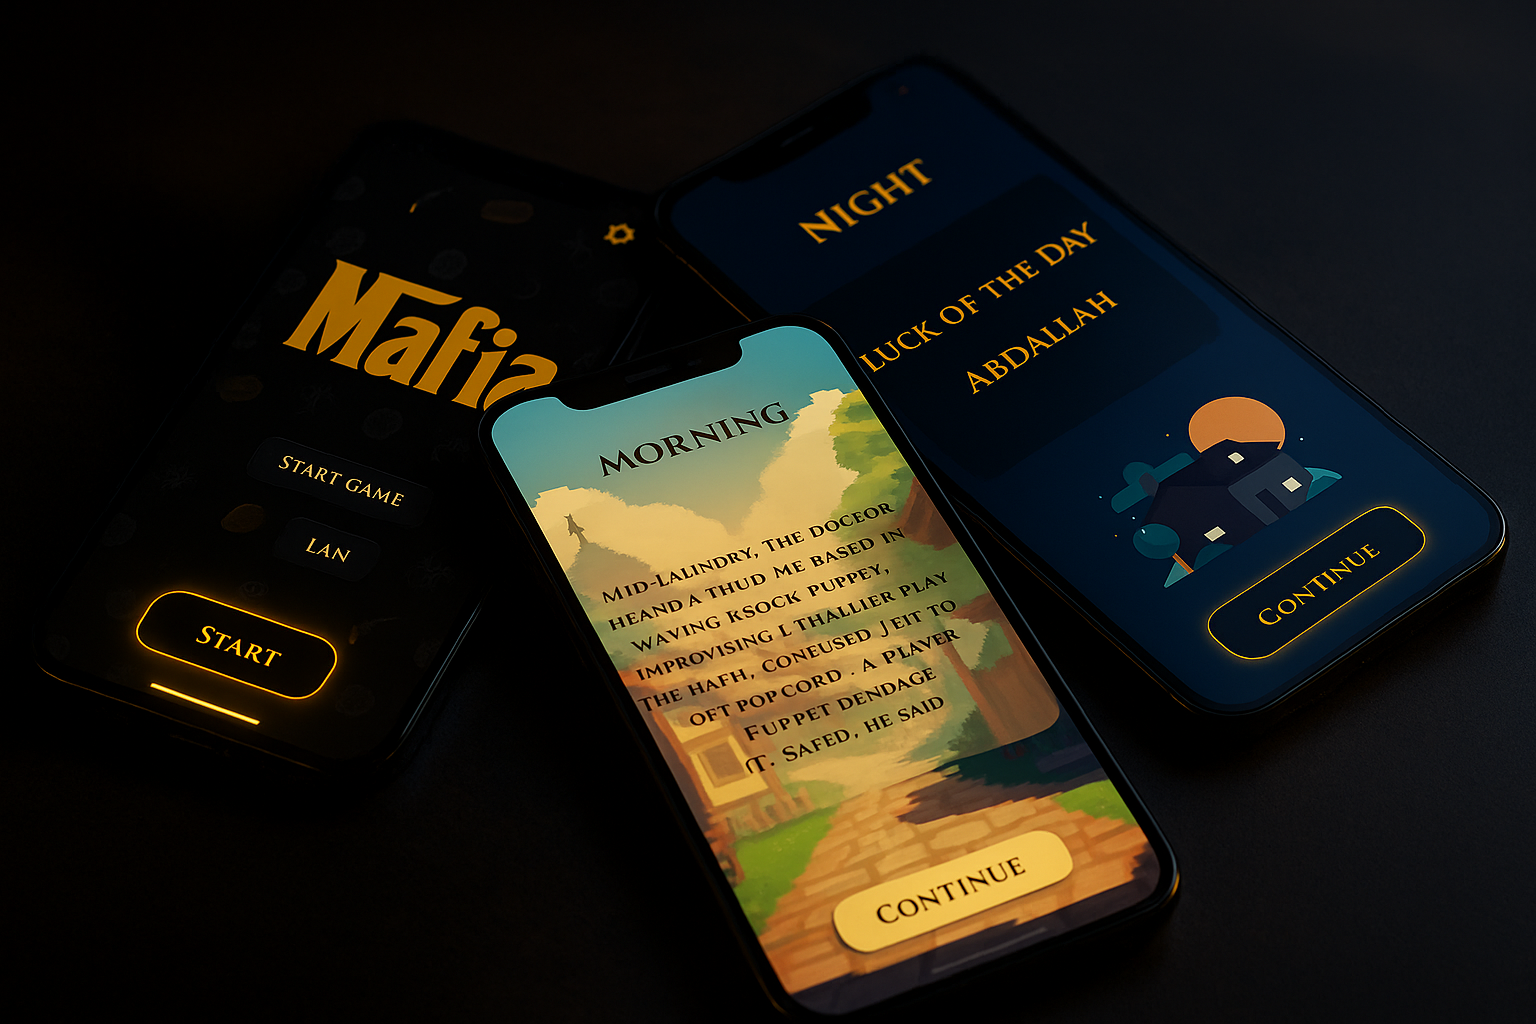 Mafia
START GAME
LAN
START
NIGHT
LUCK OF THE DAY
ABDALLAH
CONTINUE
MORNING
MID-LALINDRY, THE DOCEOR
HEAND A THUD ME BASED IN
WAVING KSOCK PUPPEY,
IMPROVISING L THALLIER PLAY
THE HAFH, CONEUSED JEIT TO
OFT POPCORD . A PLAVER
FUPPET DENDAGE
T. SAFED, HE SAID
CONTINUE